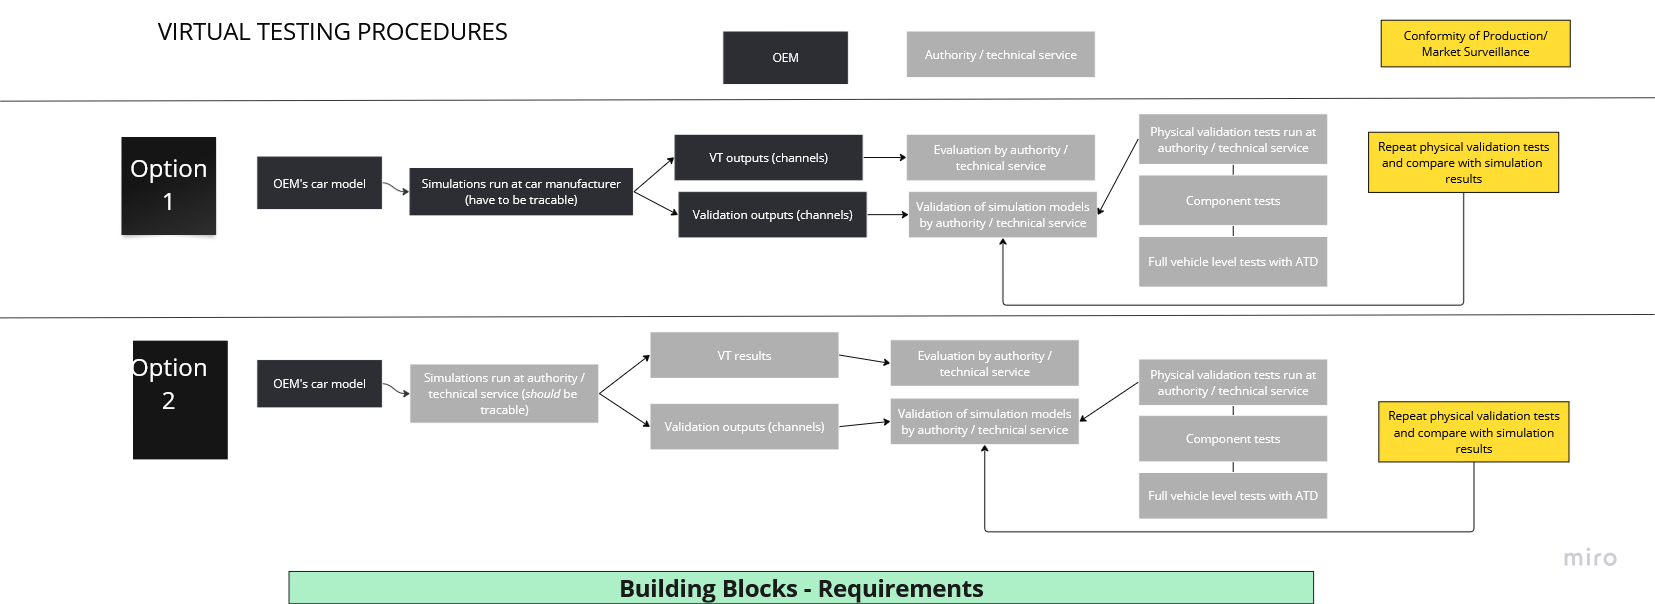 VIRTUAL TESTING PROCEDURES
OEM
Authority / technical service
Conformity of Production/
Market Surveillance
Option
1
OEM's car model
Simulations run at car manufacturer
(have to be tracable)
VT outputs (channels)
Validation outputs (channels)
Evaluation by authority /
technical service
Validation of simulation models
by authority / technical service
Physical validation tests run at
authority / technical service
Component tests
Full vehicle level tests with ATD
Repeat physical validation tests
and compare with simulation
results
Option
2
OEM's car model
Simulations run at authority /
technical service (should be
tracable)
VT results
Validation outputs (channels)
Evaluation by authority /
technical service
Validation of simulation models
by authority / technical service
Physical validation tests run at
authority / technical service
Component tests
Full vehicle level tests with ATD
Repeat physical validation tests
and compare with simulation
results
miro
Building Blocks - Requirements